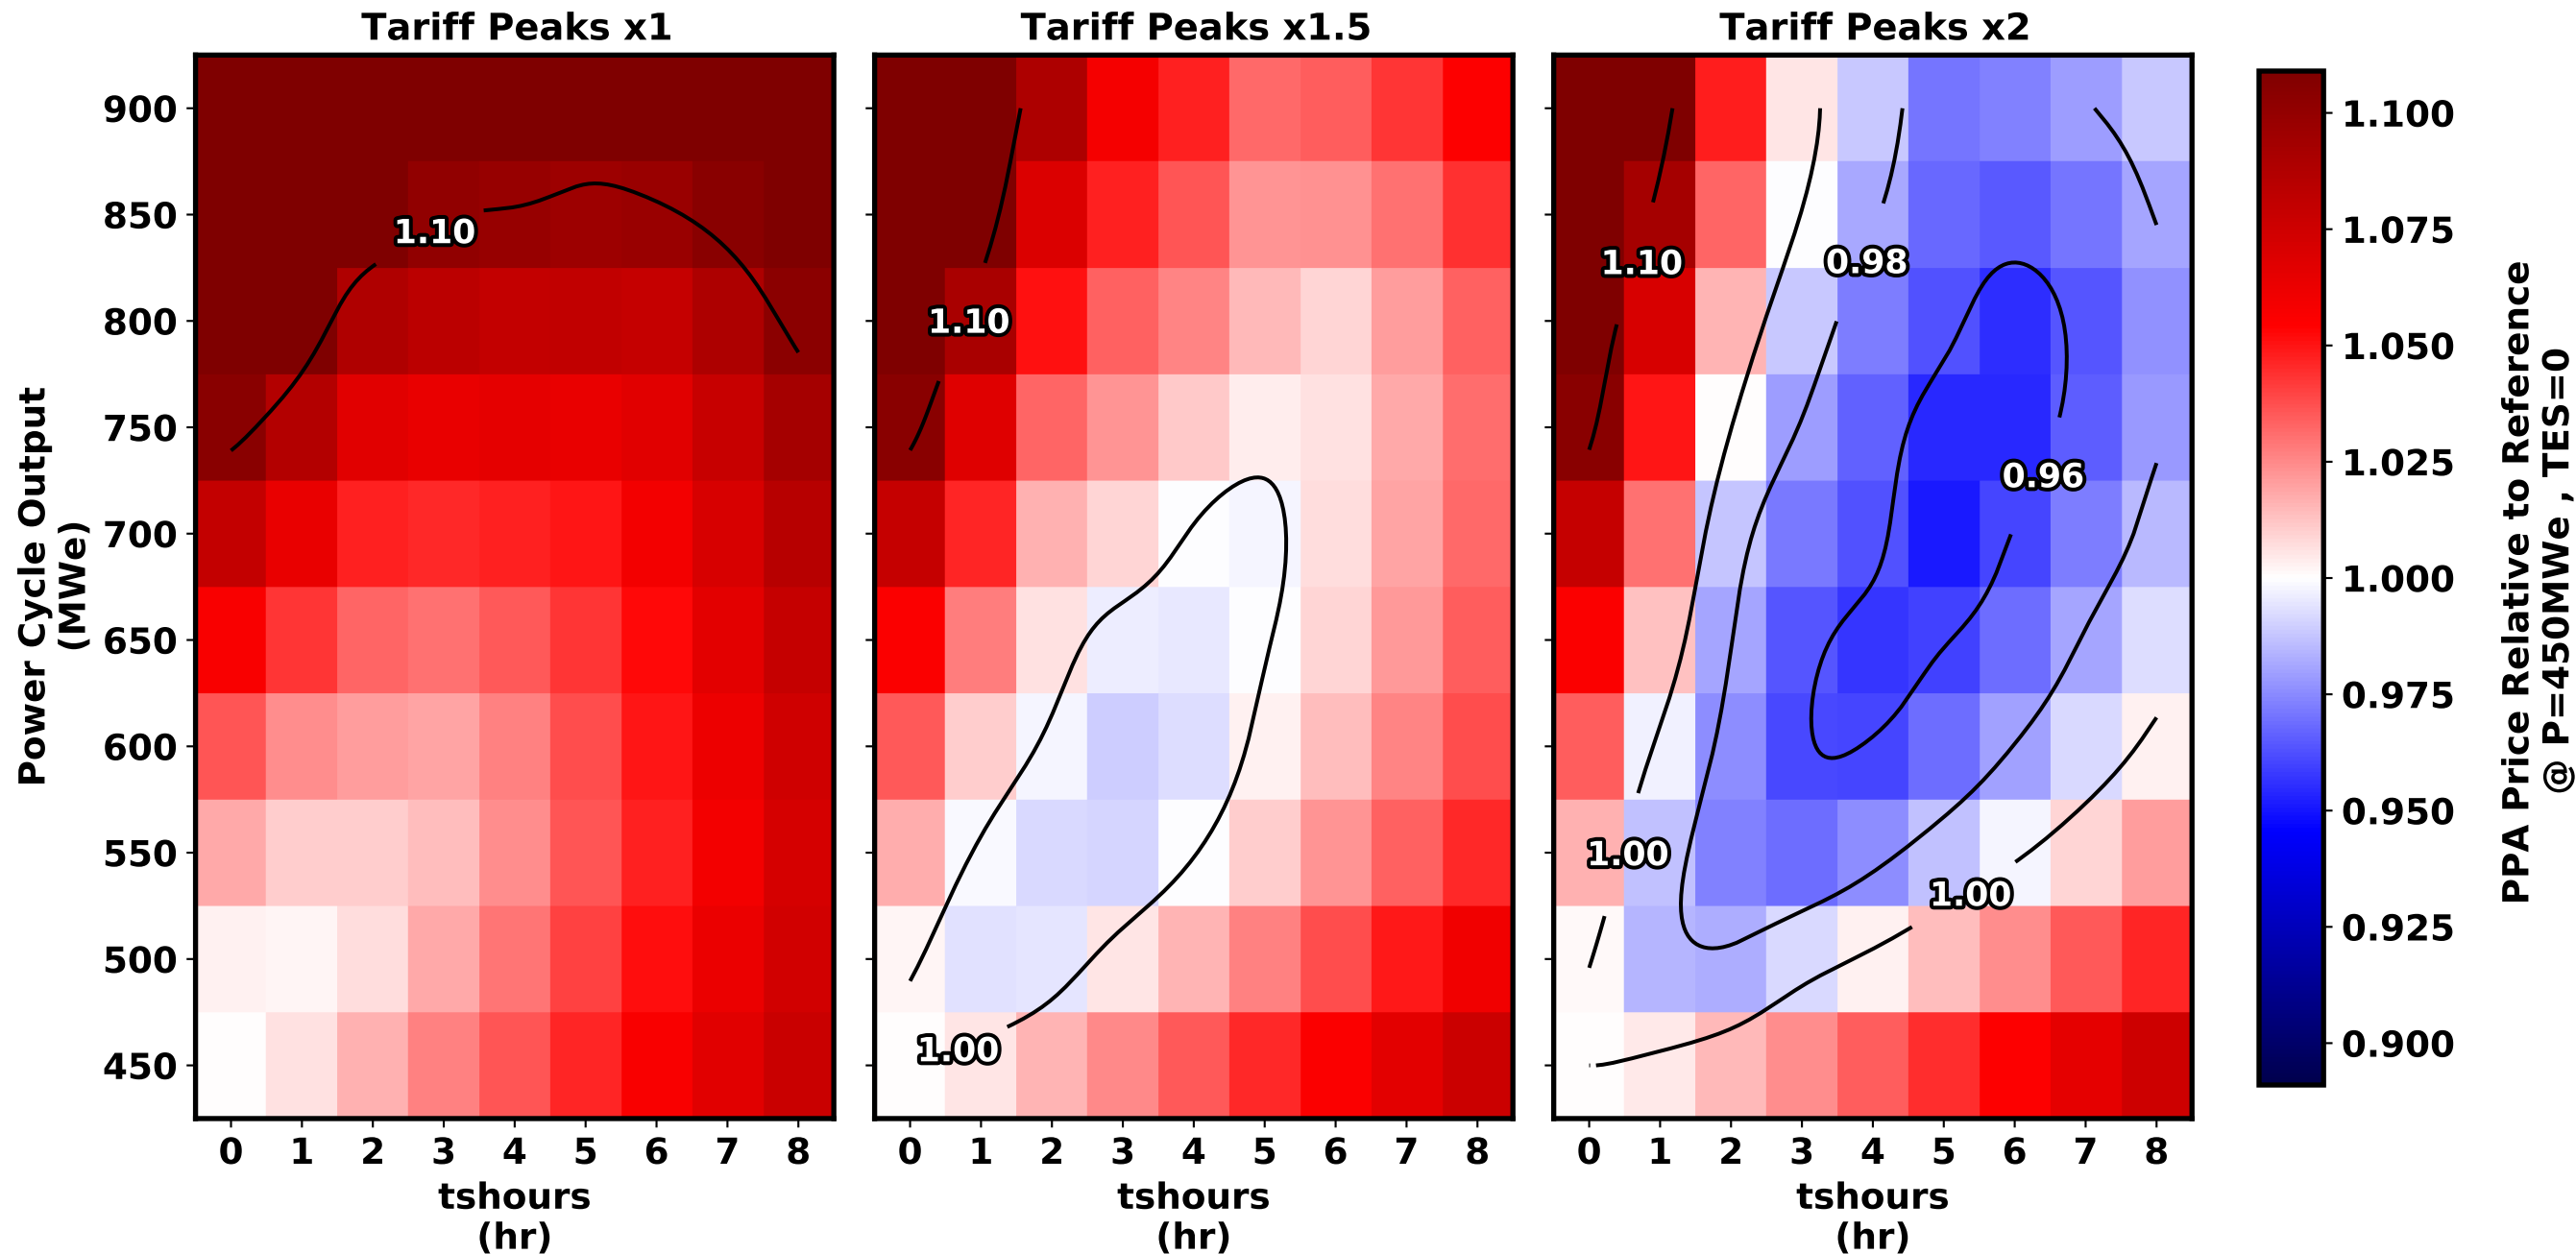 Tariff Peaks x1
Tariff Peaks x1.5
Tariff Peaks x2
Power Cycle Output
(MWe)
900
850
800
750
700
650
600
550
500
450
1.10
1.10
1.00
1.10
0.98
0.96
1.00
1.00
0 1 2 3 4 5 6 7 8
0 1 2 3 4 5 6 7 8
0 1 2 3 4 5 6 7 8
tshours
(hr)
tshours
(hr)
tshours
(hr)
1.100
1.075
1.050
1.025
1.000
0.975
0.950
0.925
0.900
PPA Price Relative to Reference
@ P=450MWe , TES=0